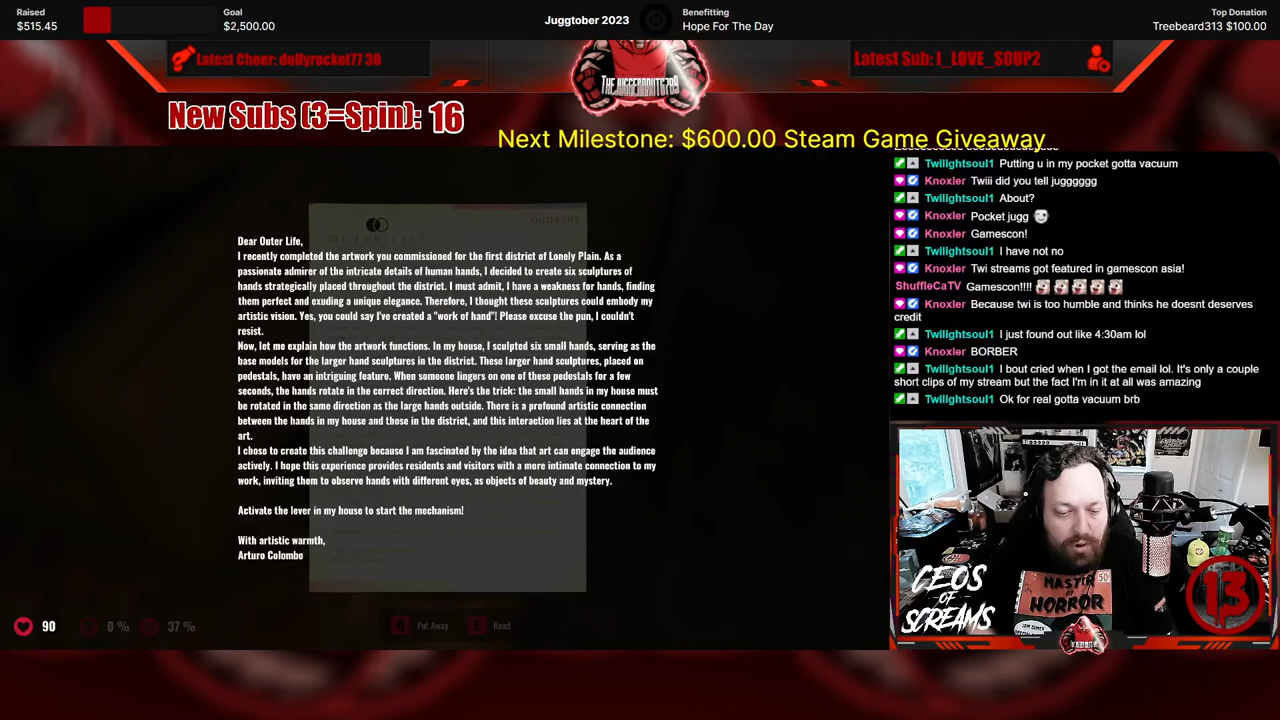 Raised
$515.45
Goal
$2,500.00
Juggtober 2023
Benefitting
Hope For The Day
Top Donation
Treebeard313 $100.00
Latest Cheer: dollyrocket77 30
THEJUGGERNAUT6789
Latest Sub: I_LOVE_SOUP2
New Subs (3=Spin): 16
Next Milestone: $600.00 Steam Game Giveaway
OUTER LIFE
OUTER LIFE
Dear Outer Life,
I recently completed the artwork you commissioned for the first district of Lonely Plain. As a
passionate admirer of the intricate details of human hands, I decided to create six sculptures of
hands strategically placed throughout the district. I must admit, I have a weakness for hands, finding
them perfect and exuding a unique elegance. Therefore, I thought these sculptures could embody my
artistic vision. Yes, you could say I've created a "work of hand"! Please excuse the pun, I couldn't
resist.
Now, let me explain how the artwork functions. In my house, I sculpted six small hands, serving as the
base models for the larger hand sculptures in the district. These larger hand sculptures, placed on
pedestals, have an intriguing feature. When someone lingers on one of these pedestals for a few
seconds, the hands rotate in the correct direction. Here's the trick: the small hands in my house must
be rotated in the same direction as the large hands outside. There is a profound artistic connection
between the hands in my house and those in the district, and this interaction lies at the heart of the
art.
I chose to create this challenge because I am fascinated by the idea that art can engage the audience
actively. I hope this experience provides residents and visitors with a more intimate connection to my
work, inviting them to observe hands with different eyes, as objects of beauty and mystery.
Activate the lever in my house to start the mechanism!
With artistic warmth,
Arturo Colombo
90
0 %
37 %
Q Put Away
E Read
Twilightsoul1 Putting u in my pocket gotta vacuum
Knoxler Twiii did you tell jugggggg
Twilightsoul1 About?
Knoxler Pocket jugg
Knoxler Gamescon!
Twilightsoul1 I have not no
Knoxler Twi streams got featured in gamescon asia!
ShuffleCaTV Gamescon!!!!
Knoxler Because twi is too humble and thinks he doesnt deserves
credit
Twilightsoul1 I just found out like 4:30am lol
Knoxler BORBER
Twilightsoul1 I bout cried when I got the email lol. It's only a couple
short clips of my stream but the fact I'm in it at all was amazing
Twilightsoul1 Ok for real gotta vacuum brb
CEOS
OF
SCREAMS
MASTER
OF
HORROR
13